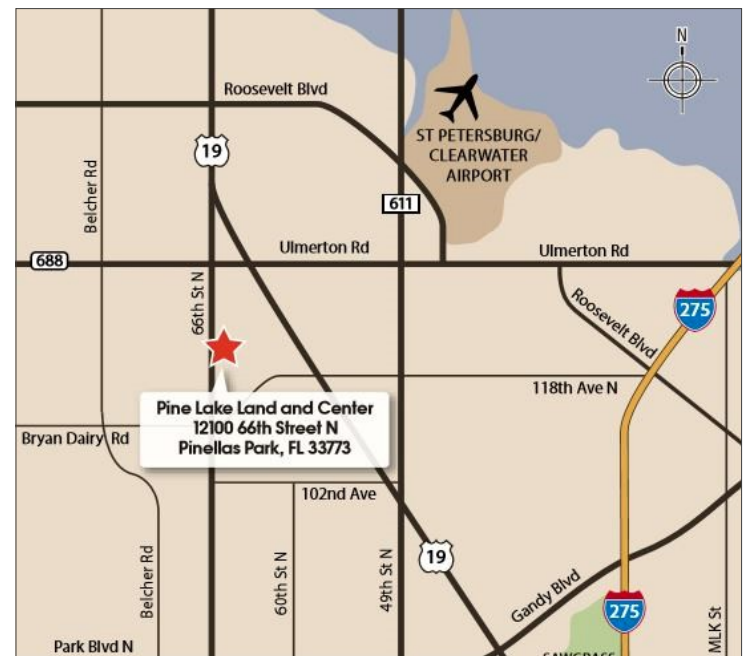 N
Roosevelt Blvd
ST PETERSBURG/
CLEARWATER
AIRPORT
19
Belcher Rd
611
Ulmerton Rd
Ulmerton Rd
688
66th St N
275
Roosevelt Blvd
118th Ave N
Pine Lake Land and Center
12100 66th Street N
Pinellas Park, FL 33773
Bryan Dairy Rd
102nd Ave
19
Belcher Rd
60th St N
49th St N
Gandy Blvd
275
MLK St
Park Blvd N
SAWGRASS